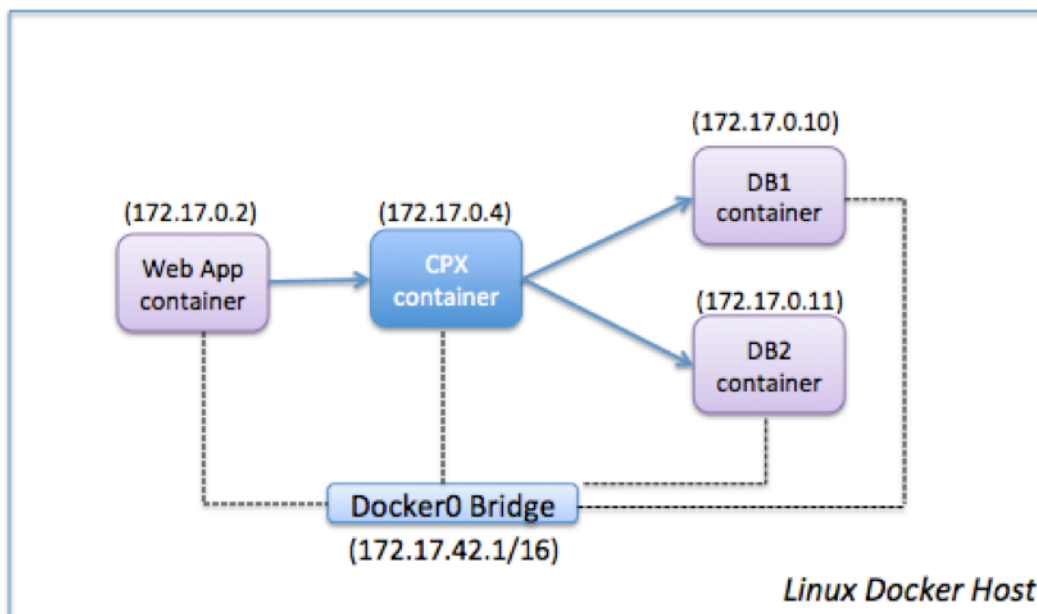 (172.17.0.10)
DB1
container
(172.17.0.2)
(172.17.0.4)
Web App
container
CPX
container
(172.17.0.11)
DB2
container
Docker0 Bridge
(172.17.42.1/16)
Linux Docker Host